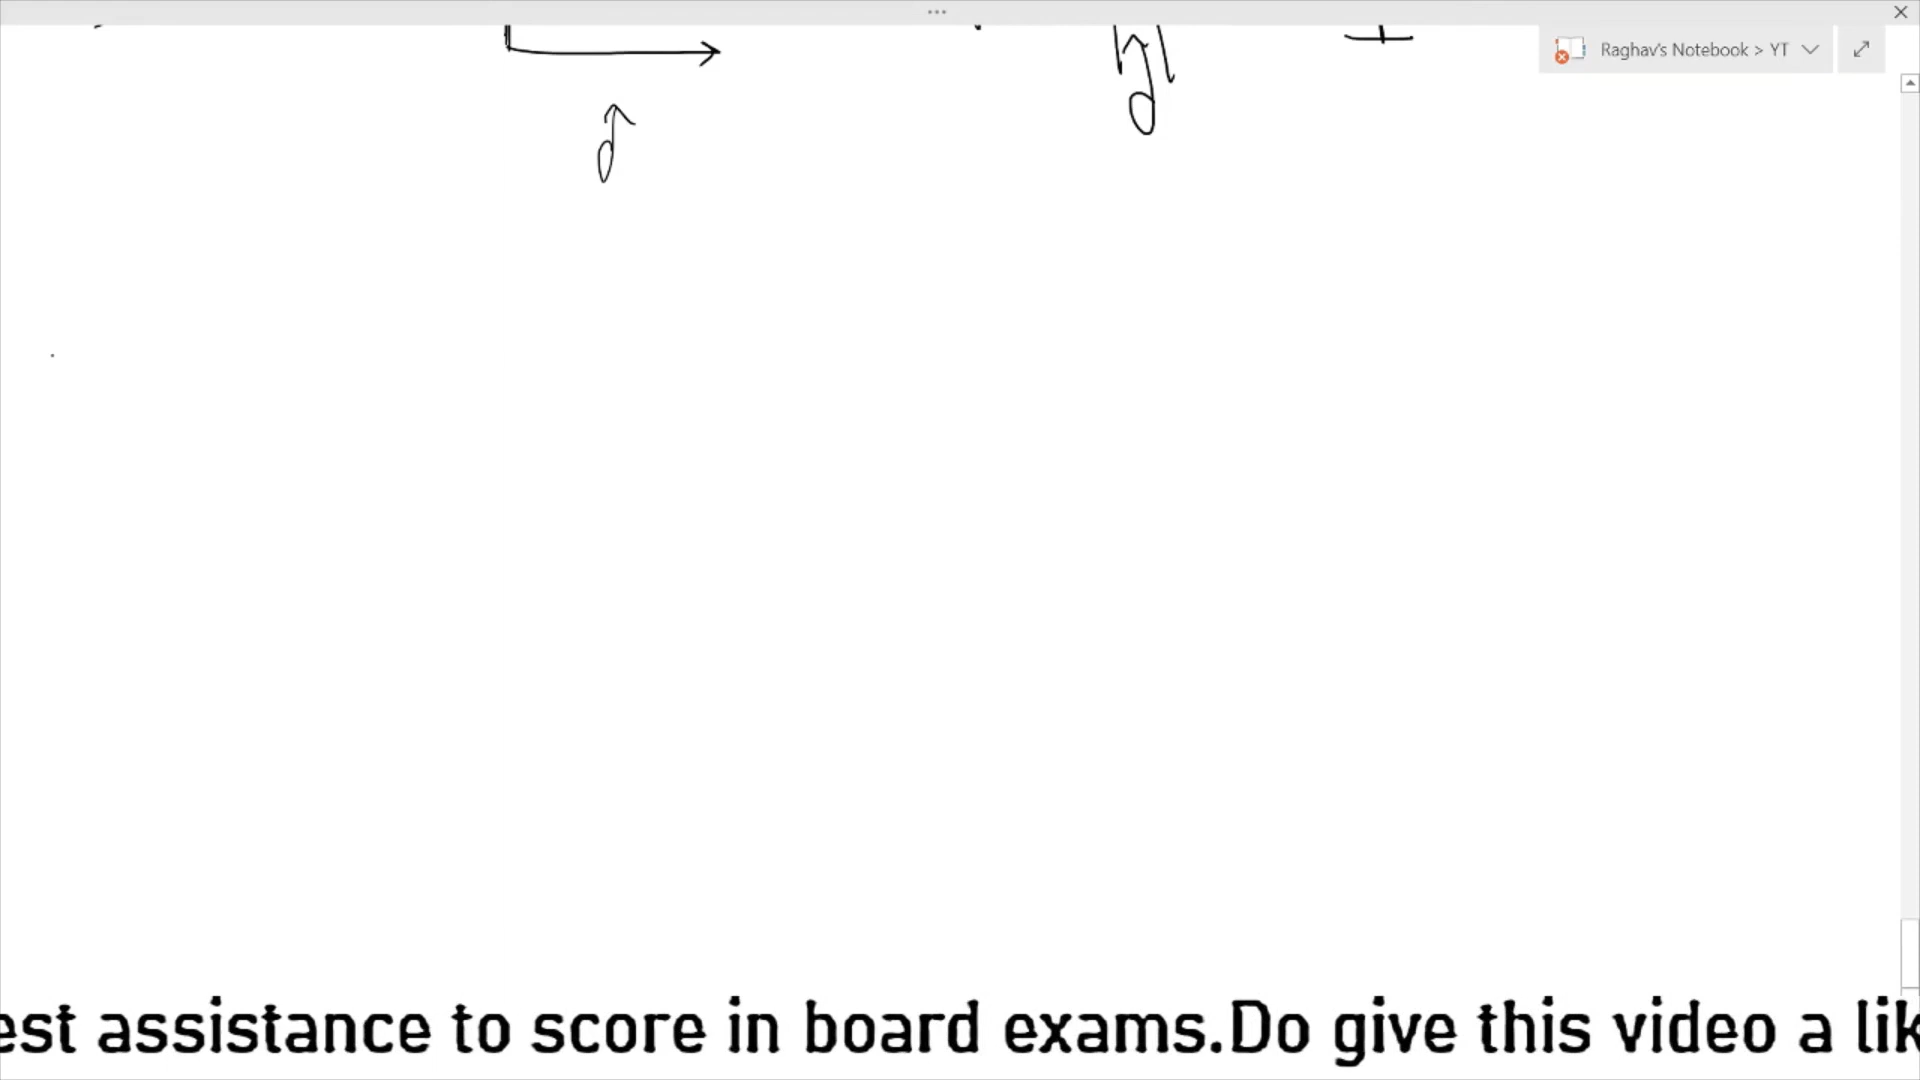 Raghav's Notebook > YT
est assistance to score in board exams.Do give this video a lik